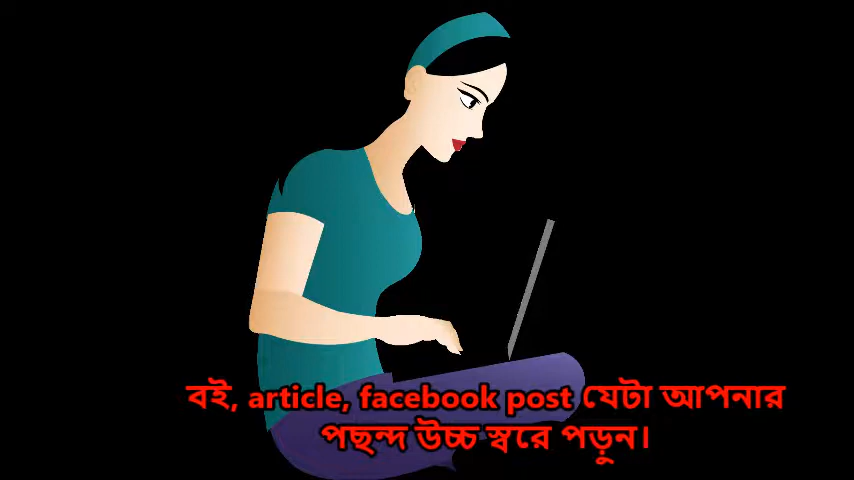 বই, article, facebook post যেটা আপনার
পছন্দ উচ্চ স্বরে পড়ুন।